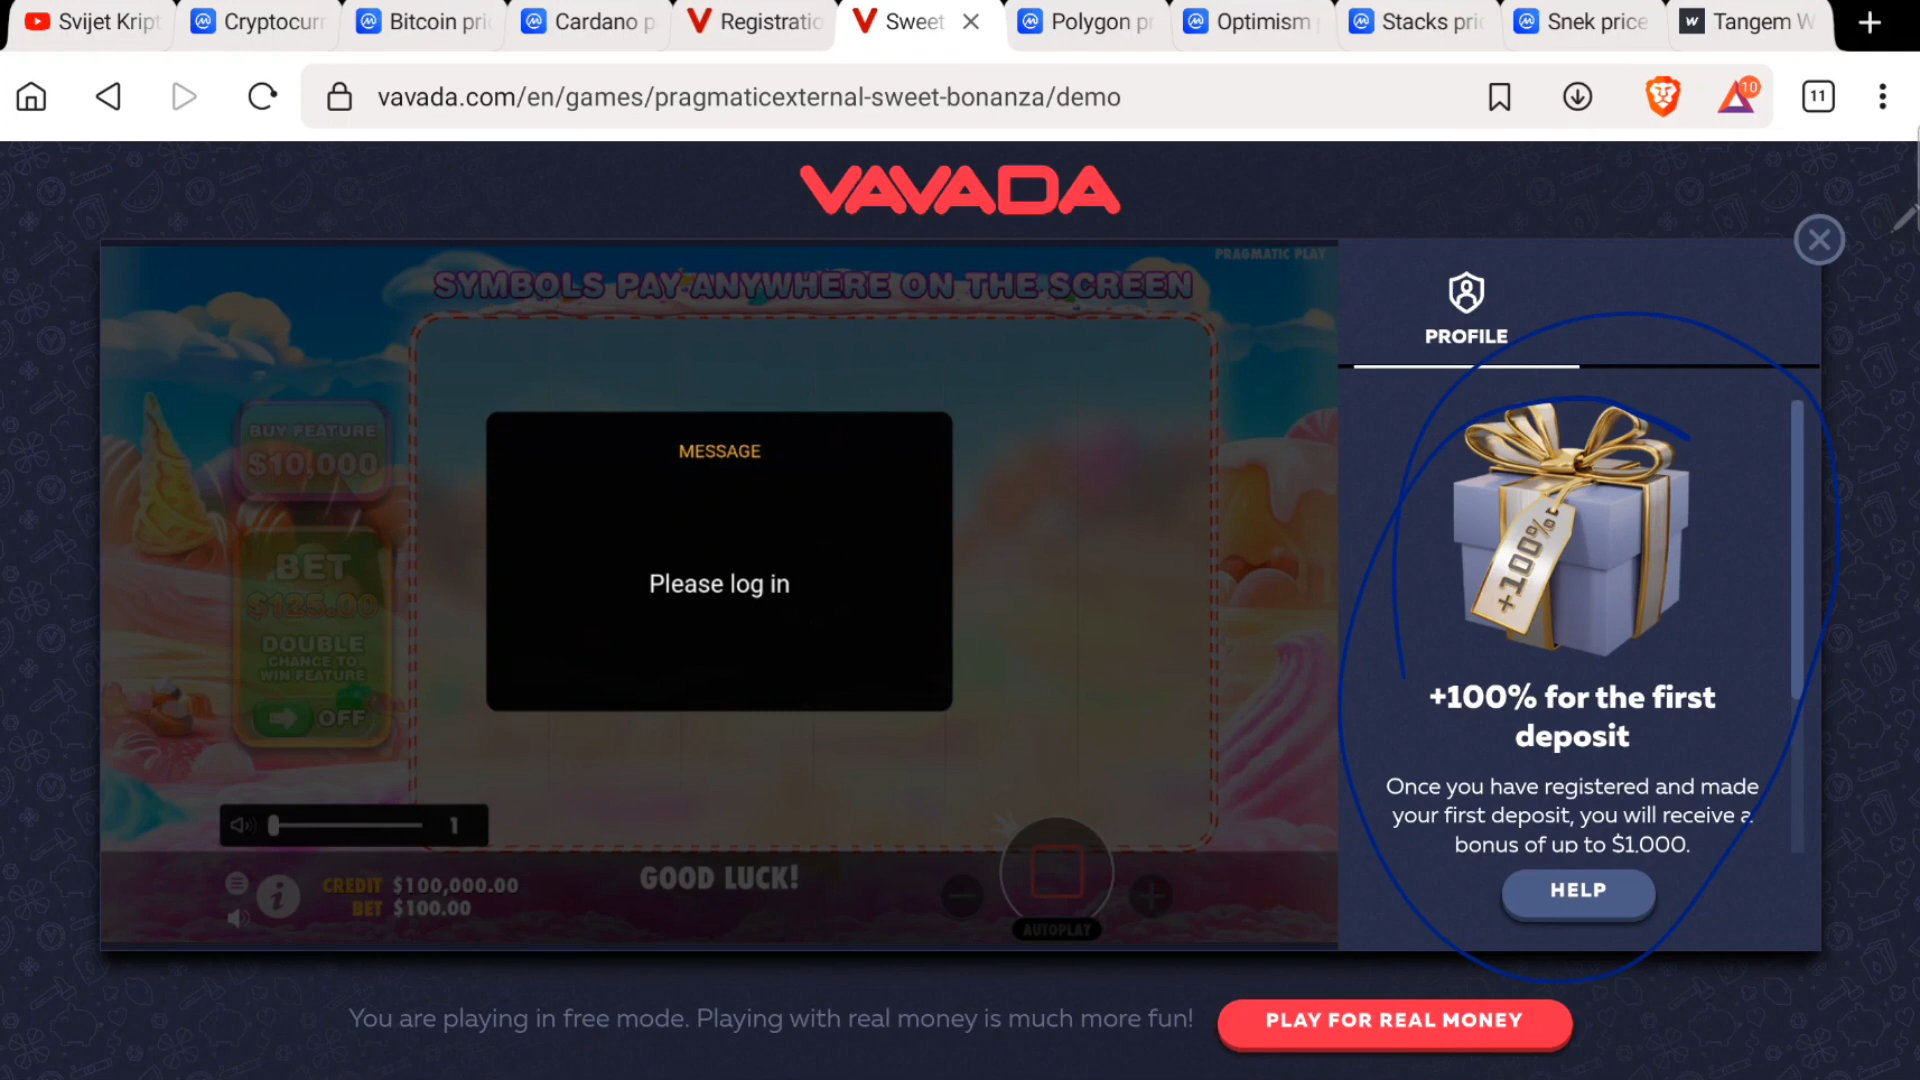 Svijet Kript
Cryptocurr
Bitcoin pri
Cardano p
Registratio
Sweet
Polygon pr
Optimism
Stacks pri
Snek price
Tangem W
vavada.com/en/games/pragmaticexternal-sweet-bonanza/demo
10
11
VAVADA
PRAGMATIC PLAY
SYMBOLS PAY ANYWHERE ON THE SCREEN
PROFILE
BUY FEATURE
$10,000
MESSAGE
Please log in
BET
$125.00
DOUBLE
CHANCE TO
WIN FEATURE
OFF
+100%
+100% for the first
deposit
Once you have registered and made
your first deposit, you will receive a
bonus of up to $1,000.
HELP
1
CREDIT $100,000.00
BET $100.00
GOOD LUCK!
AUTOPLAY
You are playing in free mode. Playing with real money is much more fun!
PLAY FOR REAL MONEY